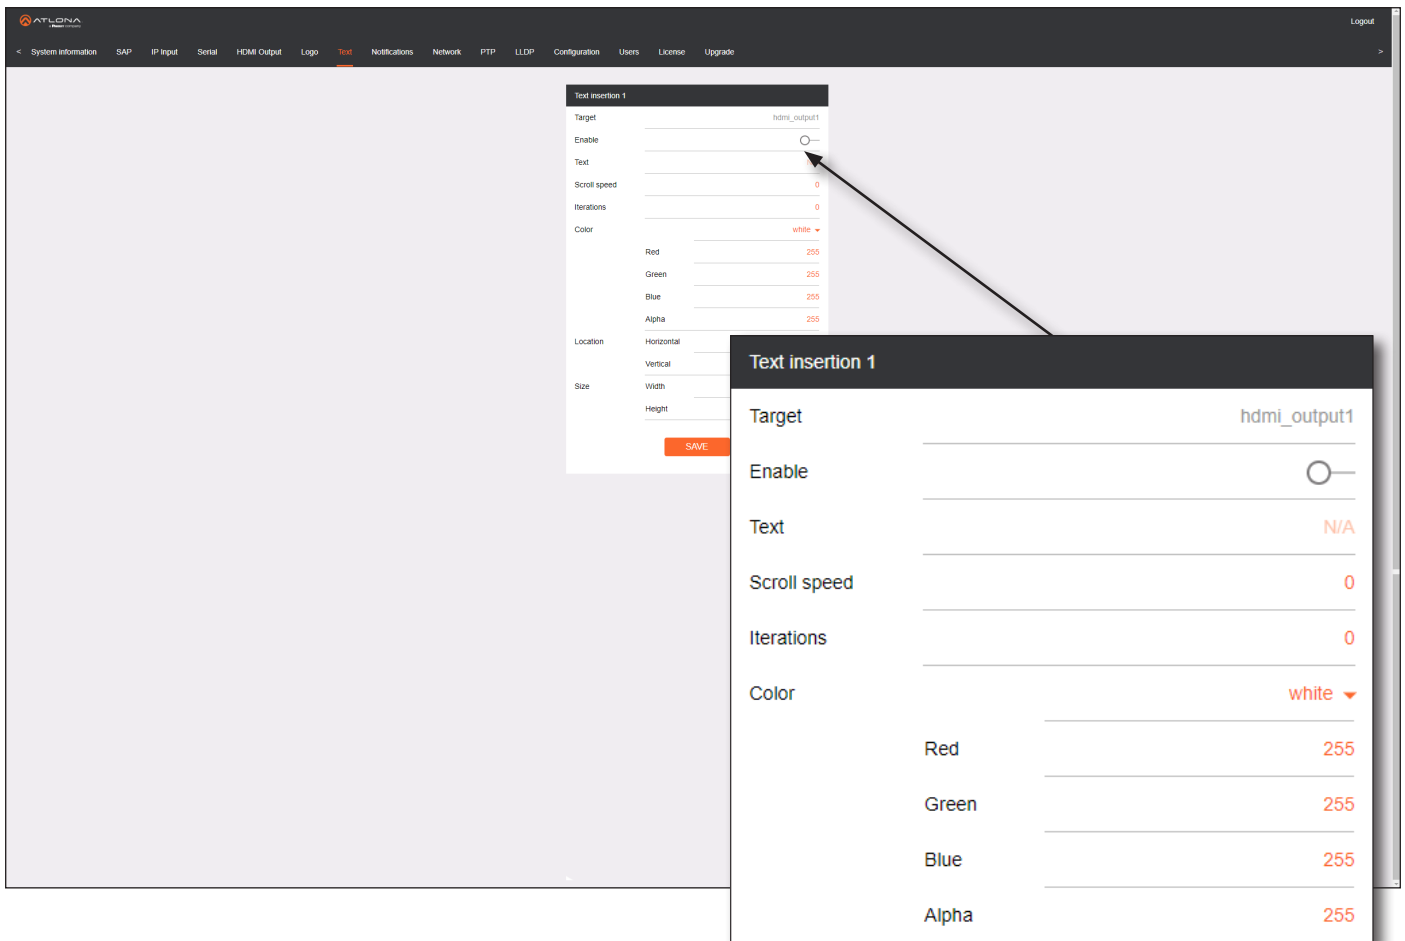 ATLONA
Logout
< System information SAP IP Input Serial HDMI Output Logo Text Notifications Network PTP LLDP Configuration Users License Upgrade >
Text insertion 1
Target hdmi_output1
Enable
Text
Scroll speed 0
Iterations 0
Color white
Red 255
Green 255
Blue 255
Alpha 255
Location Horizontal
Vertical
Size Width
Height
SAVE
Text insertion 1
Target hdmi_output1
Enable
Text N/A
Scroll speed 0
Iterations 0
Color white
Red 255
Green 255
Blue 255
Alpha 255